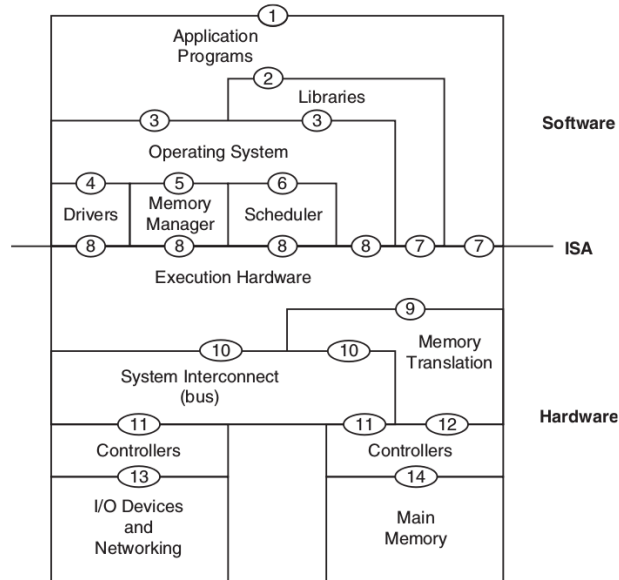 1
Application
Programs
2
Libraries
Software
3
3
Operating System
4
5
6
Drivers
Memory
Manager
Scheduler
8
8
8
8
7
7
ISA
Execution Hardware
9
Memory
Translation
10
10
System Interconnect
(bus)
Hardware
11
11
12
Controllers
Controllers
13
14
I/O Devices
and
Networking
Main
Memory